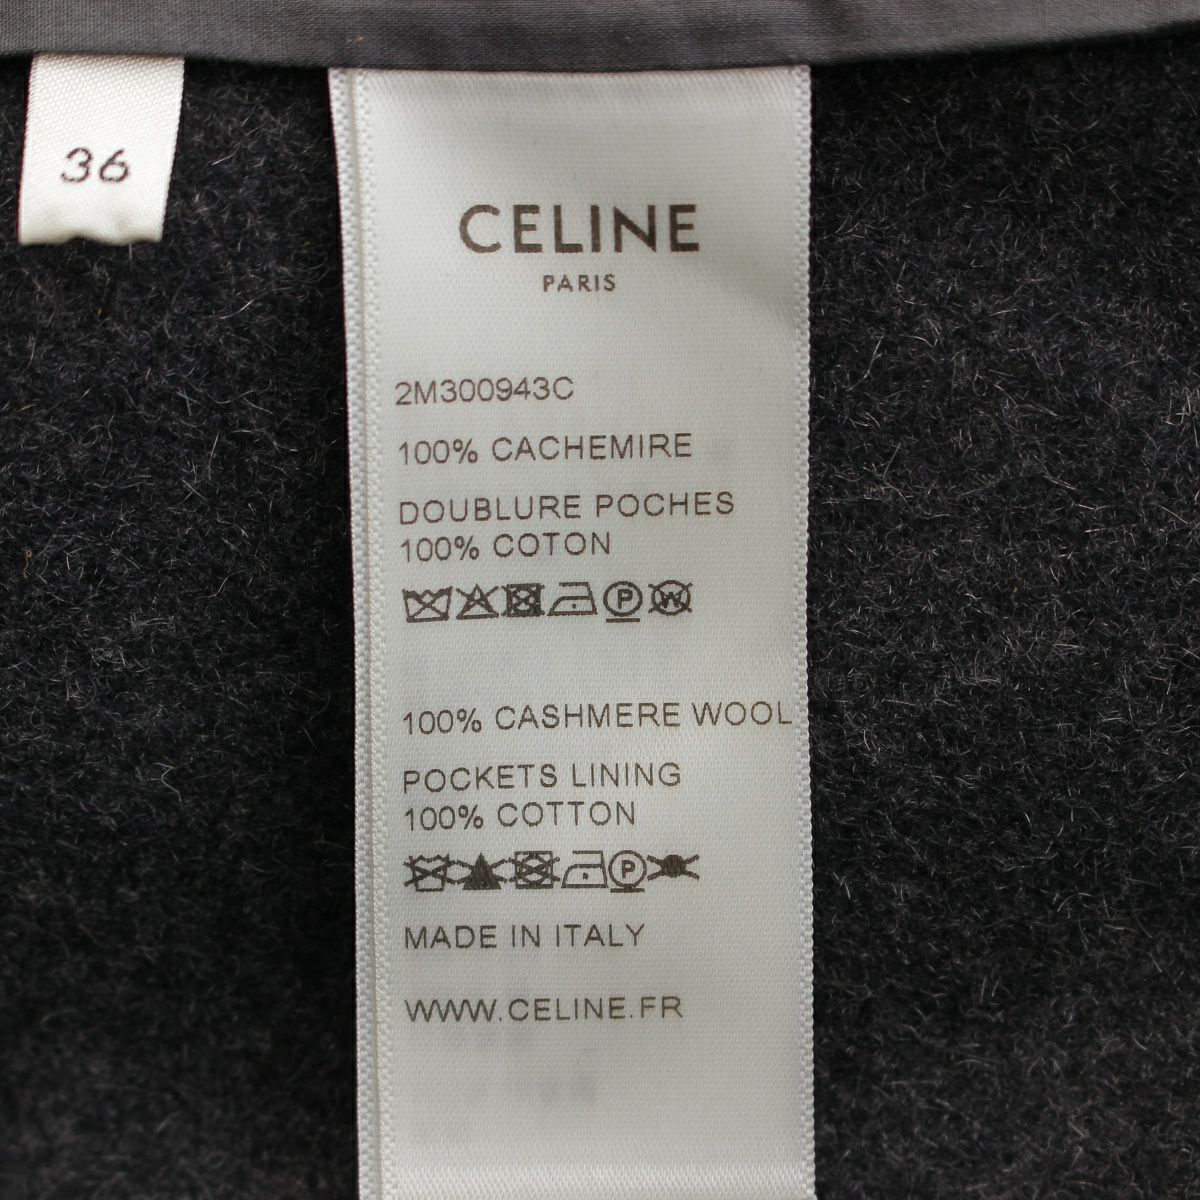 36
CELINE
PARIS
2M300943C
100% CACHEMIRE
DOUBLURE POCHES
100% COTON
P W
100% CASHMERE WOOL
POCKETS LINING
100% COTTON
P
MADE IN ITALY
WWW.CELINE.FR